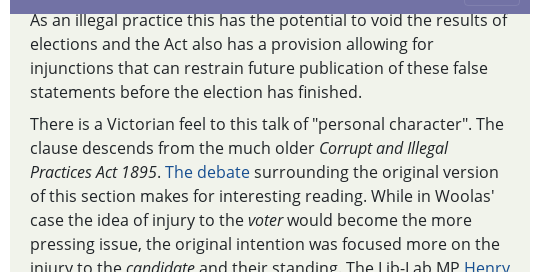 As an illegal practice this has the potential to void the results of
elections and the Act also has a provision allowing for
injunctions that can restrain future publication of these false
statements before the election has finished.
There is a Victorian feel to this talk of "personal character". The
clause descends from the much older Corrupt and Illegal
Practices Act 1895. The debate surrounding the original version
of this section makes for interesting reading. While in Woolas'
case the idea of injury to the voter would become the more
pressing issue, the original intention was focused more on the
injury to the candidate and their standing. The Lib-Lab MP Henry